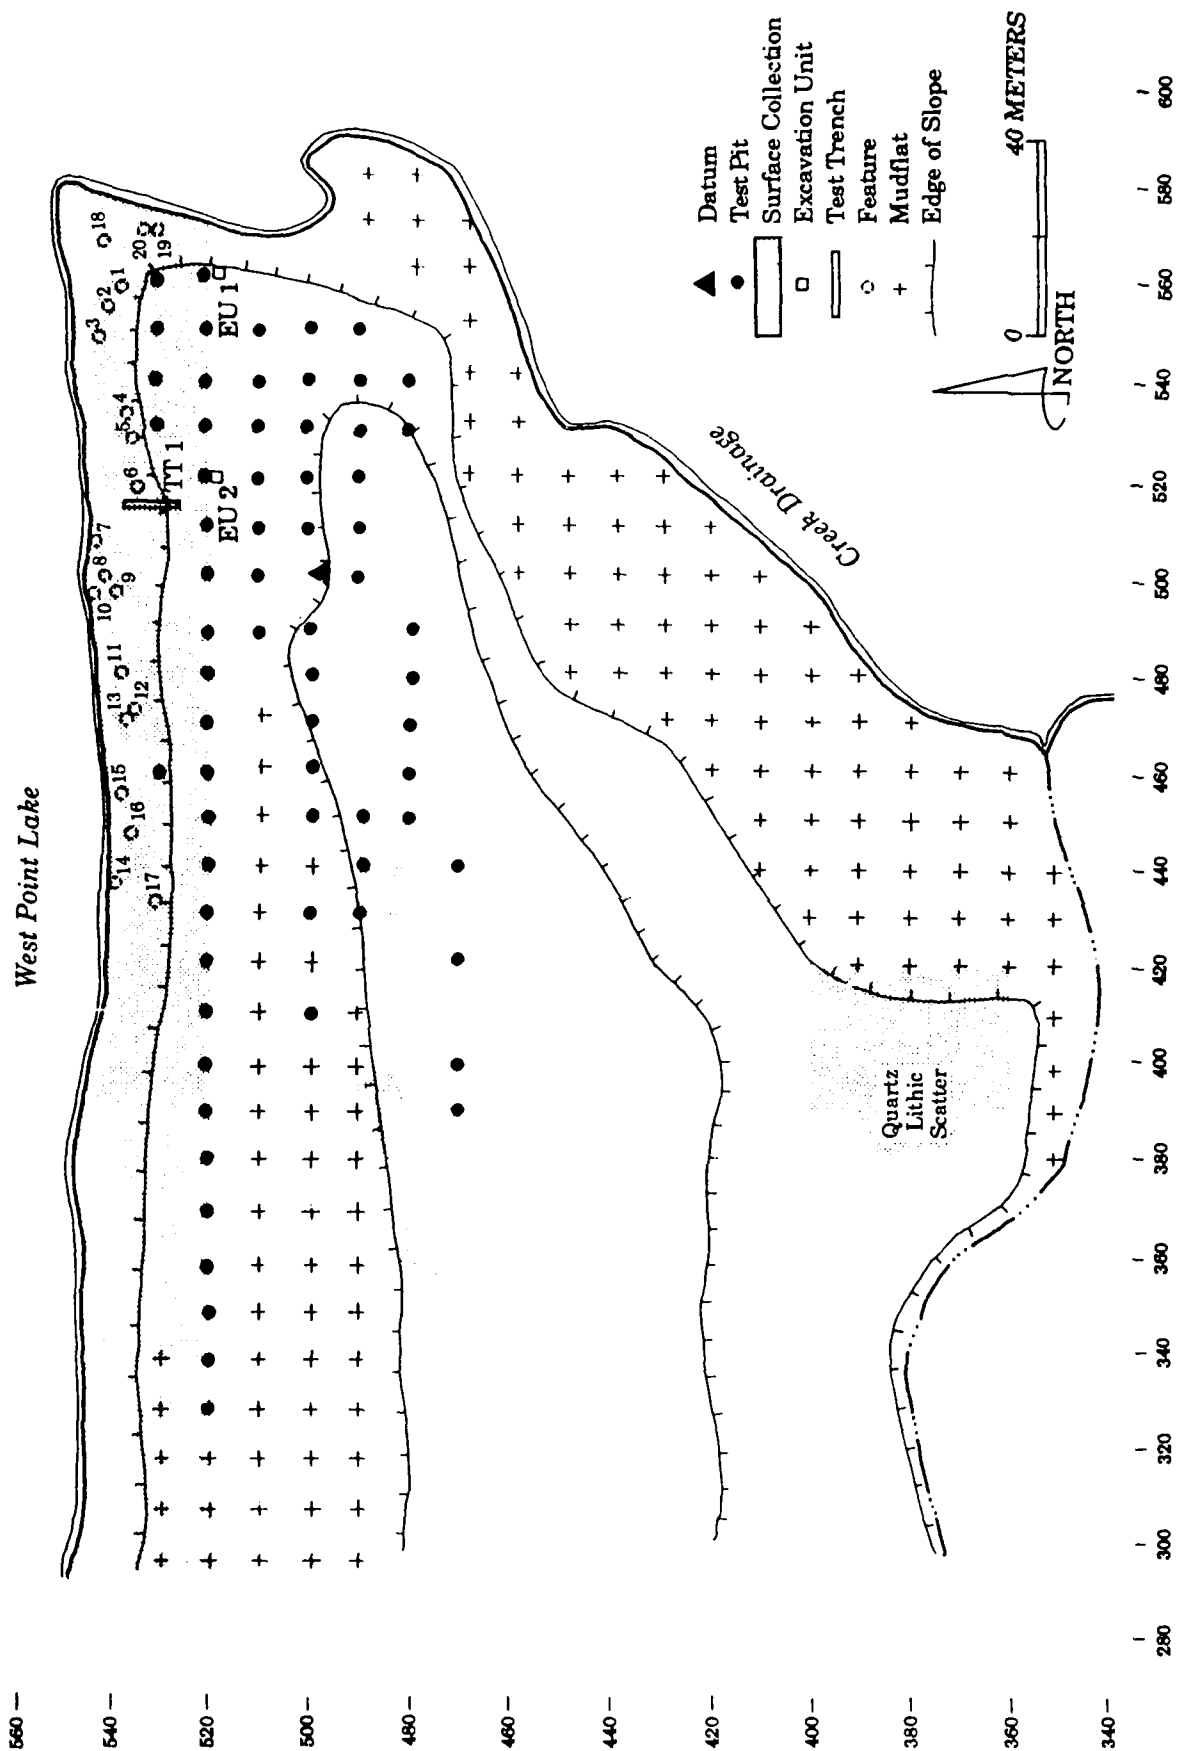 West Point Lake
3
2
1
18
20
19
5
4
6
TT 1
EU 1
EU 2
7
8
9
10
11
13
12
15
16
14
17
Creek Drainage
Quartz
Lithic
Scatter
Datum
Test Pit
Surface Collection
Excavation Unit
Test Trench
Feature
Mudflat
Edge of Slope
0
40 METERS
NORTH
560
540
520
500
480
460
440
420
400
380
360
340
280
300
320
340
360
380
400
420
440
460
480
500
520
540
560
580
600